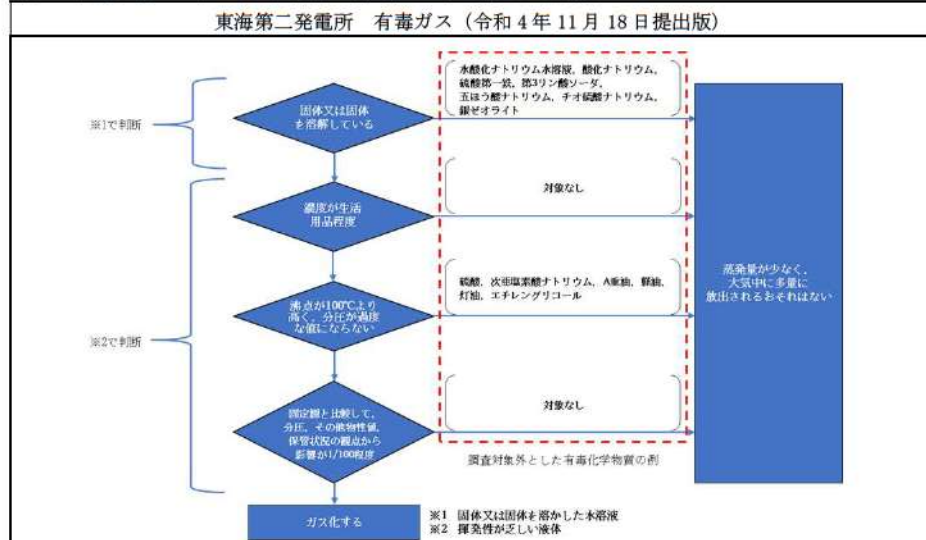 東海第二発電所　有毒ガス（令和4年11月18日提出版）
※1で判断
固体又は固体
を溶解している
水酸化ナトリウム水溶液、酸化ナトリウム、
硫酸第一鉄、第3リン酸ソーダ、
五ほう酸ナトリウム、チオ硫酸ナトリウム、
銀ゼオライト
濃度が生活
用品程度
対象なし
※2で判断
沸点が100℃より
高く、分圧が過度
な値にならない
硫酸、次亜塩素酸ナトリウム、A重油、軽油、
灯油、エチレングリコール
固定源と比較して、
分圧、その他物性値、
保管状況の観点から
影響が1/100程度
対象なし
蒸発量が少なく、
大気中に多量に
放出されるおそれはない
調査対象外とした有毒化学物質の例
ガス化する
※1　固体又は固体を溶かした水溶液
※2　揮発性が乏しい液体